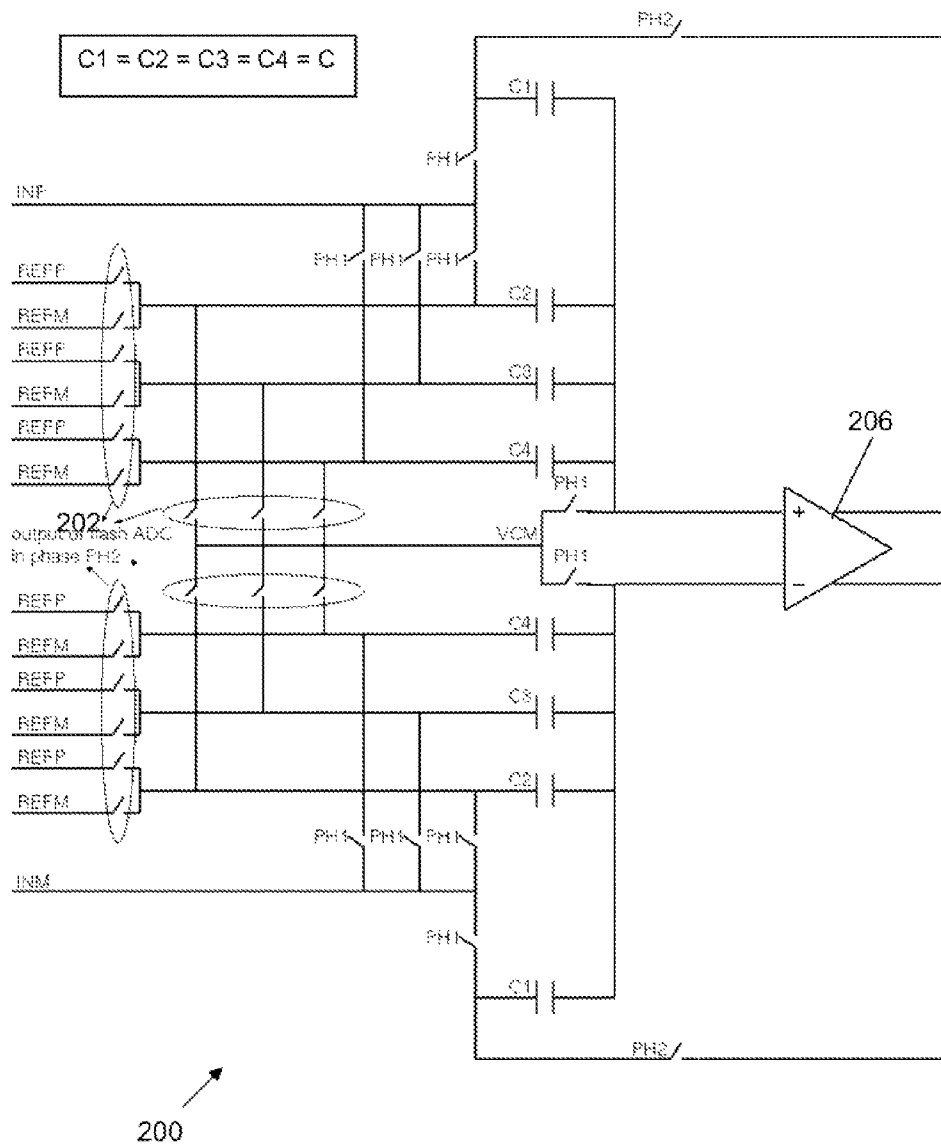 PH2
C1 = C2 = C3 = C4 = C
C1
PH1
INP
PH1 PH1 PH1
REFP
C2
REFM
REFP
C3
REFM
REFP
C4
REFM
206
PH1
+
202
output of flash ADC
VCM
in phase PH2
PH1
−
REFP
C4
REFM
REFP
C3
REFM
REFP
C2
REFM
PH1 PH1 PH1
INM
PH1
C1
PH2
200